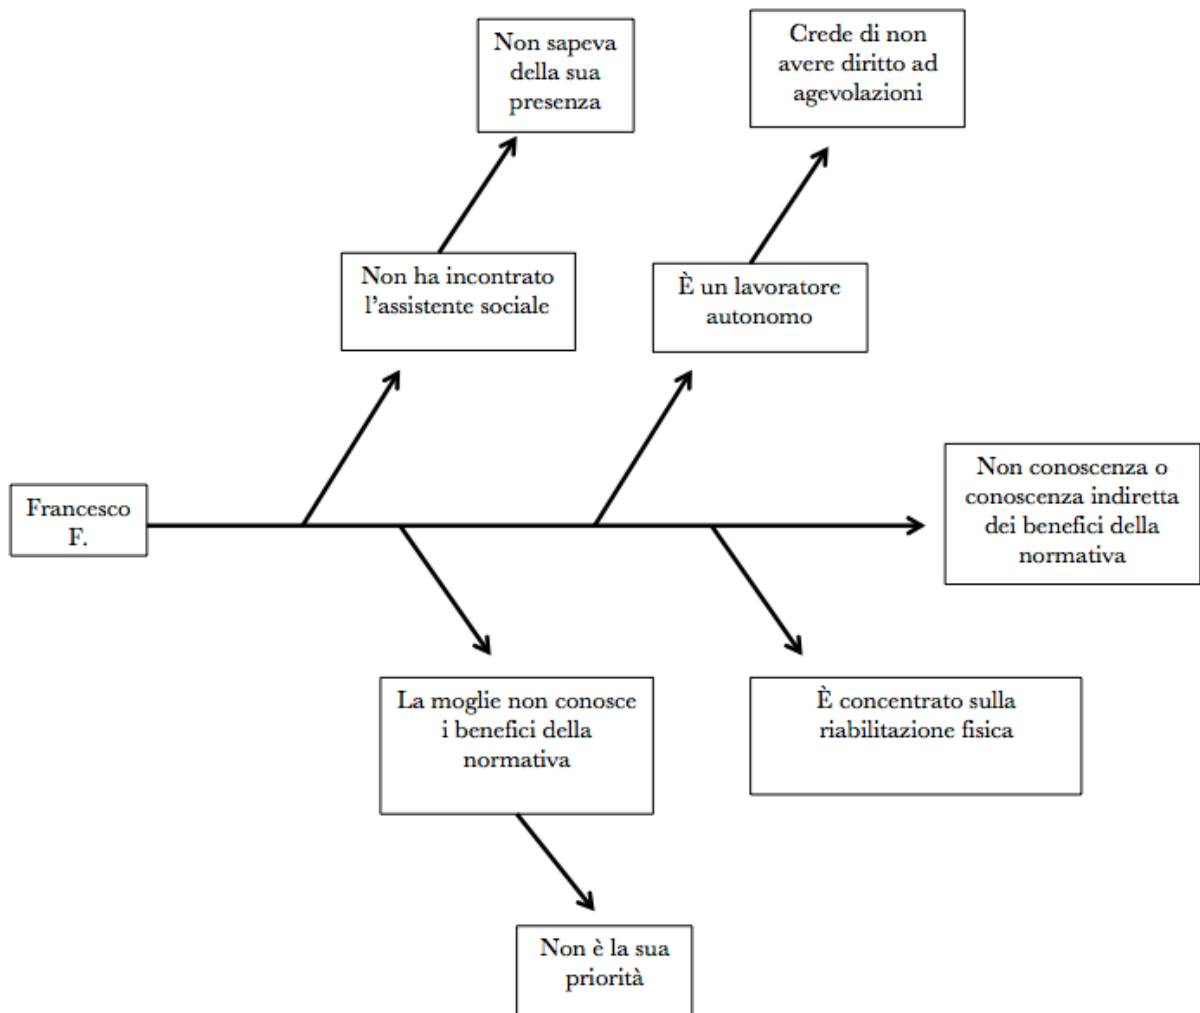 Non sapeva
della sua
presenza
Crede di non
avere diritto ad
agevolazioni
Non ha incontrato
l’assistente sociale
È un lavoratore
autonomo
Francesco
F.
Non conoscenza o
conoscenza indiretta
dei benefici della
normativa
La moglie non conosce
i benefici della
normativa
È concentrato sulla
riabilitazione fisica
Non è la sua
priorità